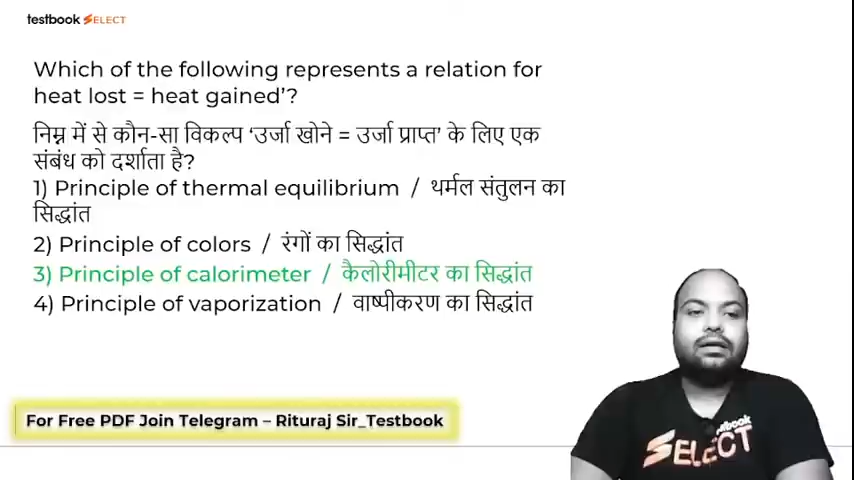 testbook SELECT
Which of the following represents a relation for
heat lost = heat gained’?
निम्न में से कौन-सा विकल्प ‘उर्जा खोने = उर्जा प्राप्त’ के लिए एक
संबंध को दर्शाता है?
1) Principle of thermal equilibrium / थर्मल संतुलन का
सिद्धांत
2) Principle of colors / रंगों का सिद्धांत
3) Principle of calorimeter / कैलोरीमीटर का सिद्धांत
4) Principle of vaporization / वाष्पीकरण का सिद्धांत
For Free PDF Join Telegram – Rituraj Sir_Testbook
testbook
SELECT